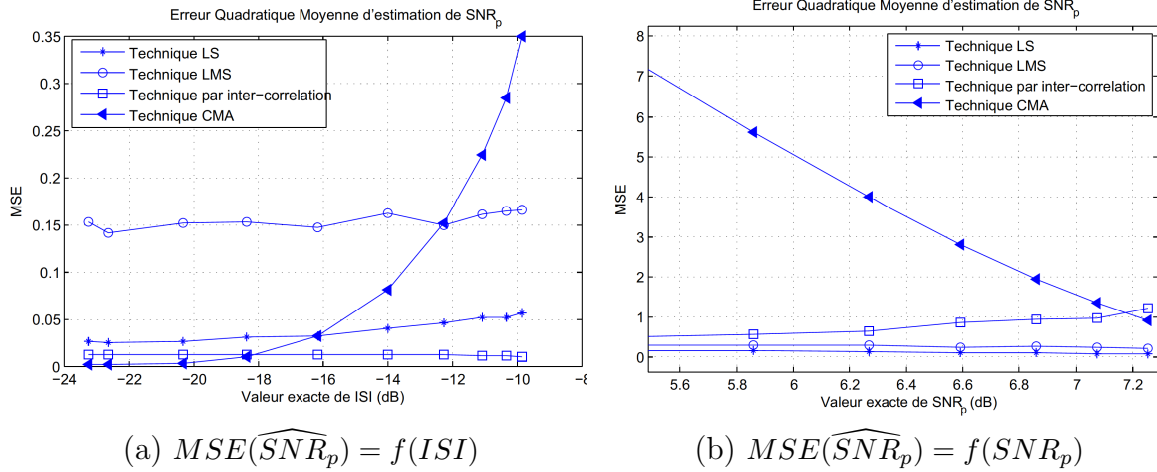 Erreur Quadratique Moyenne d'estimation de SNR_p
0.35
0.3
0.25
0.2
0.15
0.1
0.05
0
MSE
Technique LS
Technique LMS
Technique par inter−correlation
Technique CMA
−24
−22
−20
−18
−16
−14
−12
−10
−8
Valeur exacte de ISI (dB)
(a) $MSE(\widehat{SNR_p}) = f(ISI)$
Erreur Quadratique Moyenne d'estimation de SNR_p
8
7
6
5
4
3
2
1
0
MSE
Technique LS
Technique LMS
Technique par inter−correlation
Technique CMA
5.6
5.8
6
6.2
6.4
6.6
6.8
7
7.2
Valeur exacte de SNR_p (dB)
(b) $MSE(\widehat{SNR_p}) = f(SNR_p)$